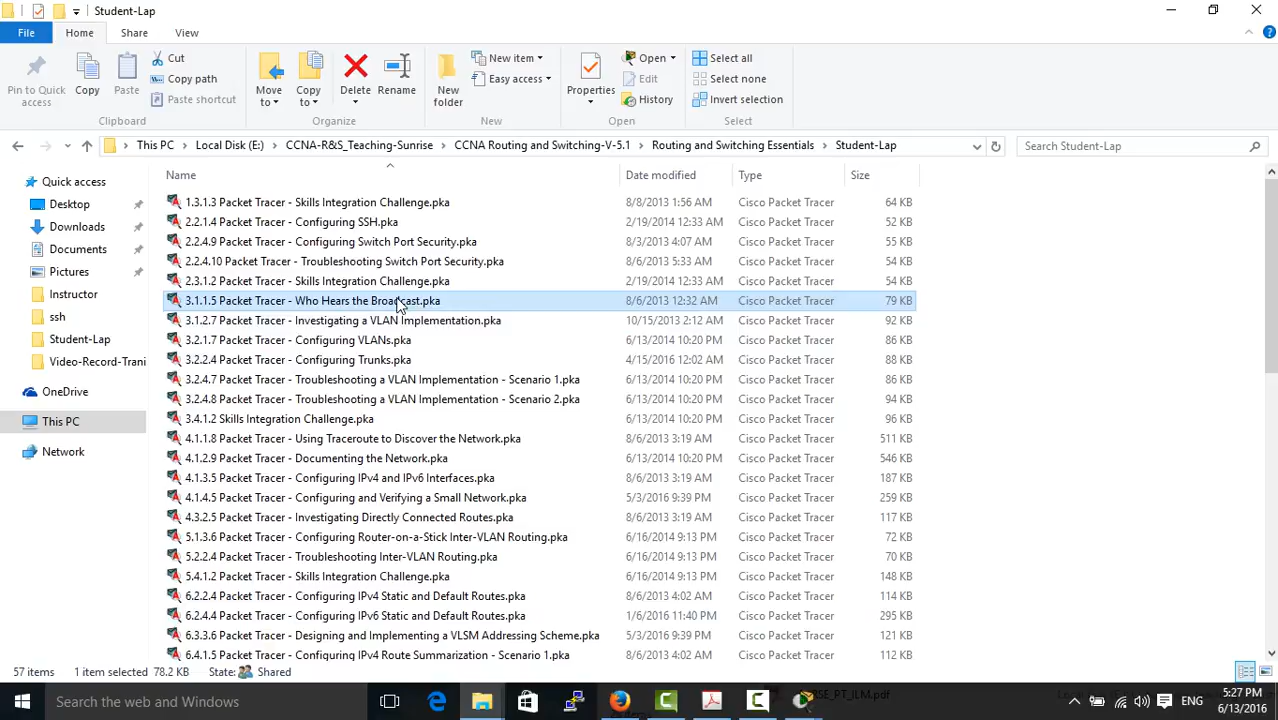 Student-Lap
File Home Share View
Pin to Quick access
Copy
Paste
Cut
Copy path
Paste shortcut
Clipboard
Move to
Copy to
Delete
Rename
Organize
New folder
New item
Easy access
New
Properties
Open
Edit
History
Open
Select all
Select none
Invert selection
Select
This PC Local Disk (E:) CCNA-R&S_Teaching-Sunrise CCNA Routing and Switching-V-5.1 Routing and Switching Essentials Student-Lap
Search Student-Lap
Quick access
Desktop
Downloads
Documents
Pictures
Instructor
ssh
Student-Lap
Video-Record-Trani
OneDrive
This PC
Network
Name Date modified Type Size
1.3.1.3 Packet Tracer - Skills Integration Challenge.pka 8/8/2013 1:56 AM Cisco Packet Tracer 64 KB
2.2.1.4 Packet Tracer - Configuring SSH.pka 2/19/2014 12:33 AM Cisco Packet Tracer 52 KB
2.2.4.9 Packet Tracer - Configuring Switch Port Security.pka 8/3/2013 4:07 AM Cisco Packet Tracer 55 KB
2.2.4.10 Packet Tracer - Troubleshooting Switch Port Security.pka 8/6/2013 5:33 AM Cisco Packet Tracer 54 KB
2.3.1.2 Packet Tracer - Skills Integration Challenge.pka 2/19/2014 12:33 AM Cisco Packet Tracer 54 KB
3.1.1.5 Packet Tracer - Who Hears the Broadcast.pka 8/6/2013 12:32 AM Cisco Packet Tracer 79 KB
3.1.2.7 Packet Tracer - Investigating a VLAN Implementation.pka 10/15/2013 2:12 AM Cisco Packet Tracer 92 KB
3.2.1.7 Packet Tracer - Configuring VLANs.pka 6/13/2014 10:20 PM Cisco Packet Tracer 86 KB
3.2.2.4 Packet Tracer - Configuring Trunks.pka 4/15/2016 12:02 AM Cisco Packet Tracer 88 KB
3.2.4.7 Packet Tracer - Troubleshooting a VLAN Implementation - Scenario 1.pka 6/13/2014 10:20 PM Cisco Packet Tracer 86 KB
3.2.4.8 Packet Tracer - Troubleshooting a VLAN Implementation - Scenario 2.pka 6/13/2014 10:20 PM Cisco Packet Tracer 94 KB
3.4.1.2 Skills Integration Challenge.pka 6/13/2014 10:20 PM Cisco Packet Tracer 96 KB
4.1.1.8 Packet Tracer - Using Traceroute to Discover the Network.pka 8/6/2013 3:19 AM Cisco Packet Tracer 511 KB
4.1.2.9 Packet Tracer - Documenting the Network.pka 6/13/2014 10:20 PM Cisco Packet Tracer 546 KB
4.1.3.5 Packet Tracer - Configuring IPv4 and IPv6 Interfaces.pka 8/6/2013 3:19 AM Cisco Packet Tracer 187 KB
4.1.4.5 Packet Tracer - Configuring and Verifying a Small Network.pka 5/3/2016 9:39 PM Cisco Packet Tracer 259 KB
4.3.2.5 Packet Tracer - Investigating Directly Connected Routes.pka 8/6/2013 3:19 AM Cisco Packet Tracer 117 KB
5.1.3.6 Packet Tracer - Configuring Router-on-a-Stick Inter-VLAN Routing.pka 6/16/2014 9:13 PM Cisco Packet Tracer 72 KB
5.2.2.4 Packet Tracer - Troubleshooting Inter-VLAN Routing.pka 6/16/2014 9:13 PM Cisco Packet Tracer 70 KB
5.4.1.2 Packet Tracer - Skills Integration Challenge.pka 6/16/2014 9:13 PM Cisco Packet Tracer 148 KB
6.2.2.4 Packet Tracer - Configuring IPv4 Static and Default Routes.pka 8/6/2013 4:02 AM Cisco Packet Tracer 114 KB
6.2.4.4 Packet Tracer - Configuring IPv6 Static and Default Routes.pka 1/6/2016 11:40 PM Cisco Packet Tracer 295 KB
6.3.3.6 Packet Tracer - Designing and Implementing a VLSM Addressing Scheme.pka 5/3/2016 9:39 PM Cisco Packet Tracer 121 KB
6.4.1.5 Packet Tracer - Configuring IPv4 Route Summarization - Scenario 1.pka 8/6/2013 4:02 AM Cisco Packet Tracer 112 KB
57 items 1 item selected 78.2 KB State: Shared
Search the web and Windows
SE_PT_JLM.pdf
ENG
5:27 PM
6/13/2016